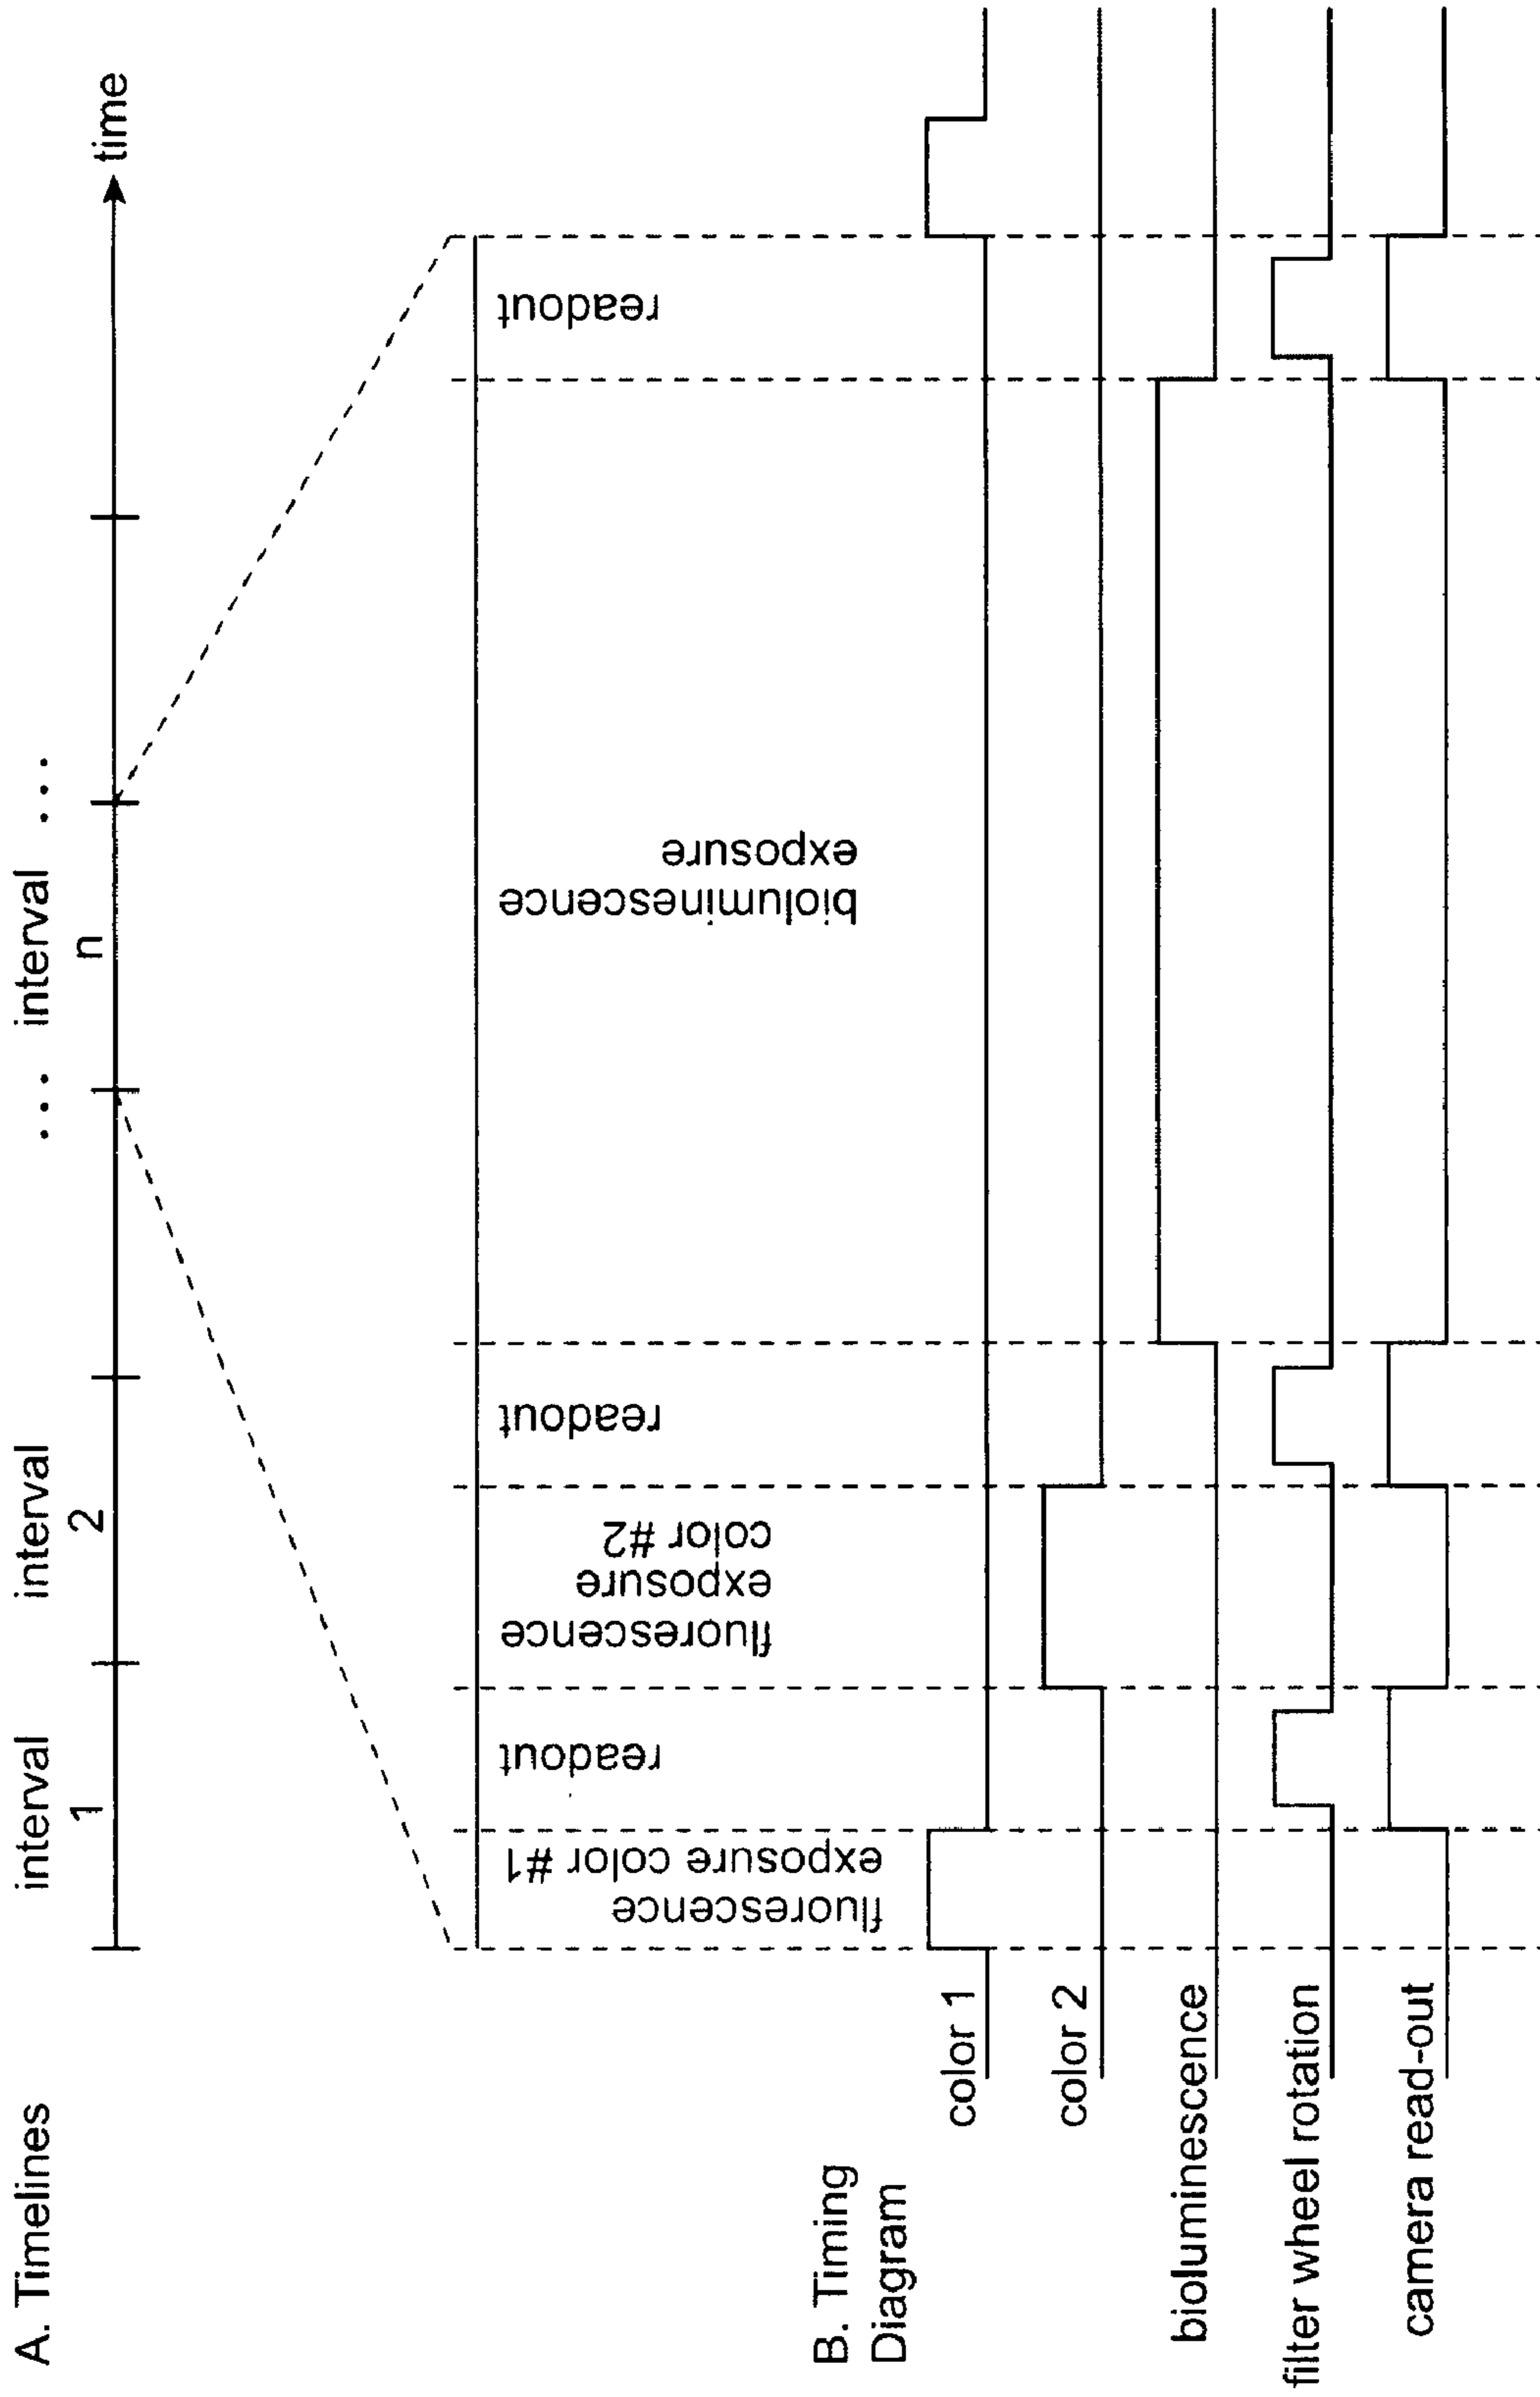 A. Timelines
interval interval ... interval ...
1 2 n
time
fluorescence
exposure color #1
readout
fluorescence
exposure
color #2
readout
bioluminescence
exposure
readout
B. Timing
Diagram
color 1
color 2
bioluminescence
filter wheel rotation
camera read-out